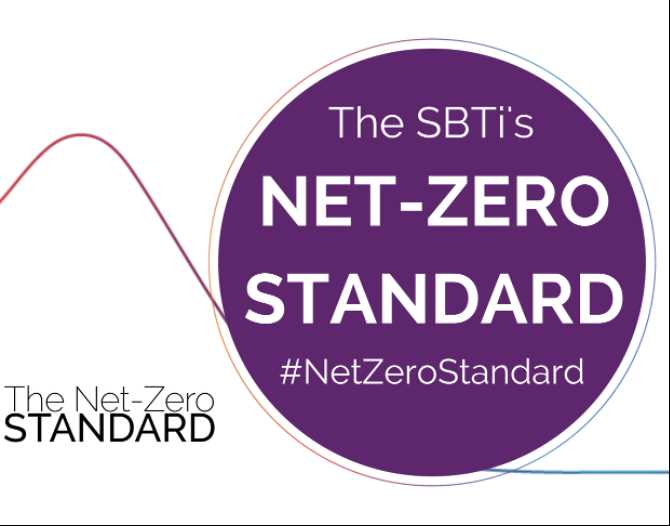 The SBTi's
NET-ZERO
STANDARD
#NetZeroStandard
The Net-Zero
STANDARD